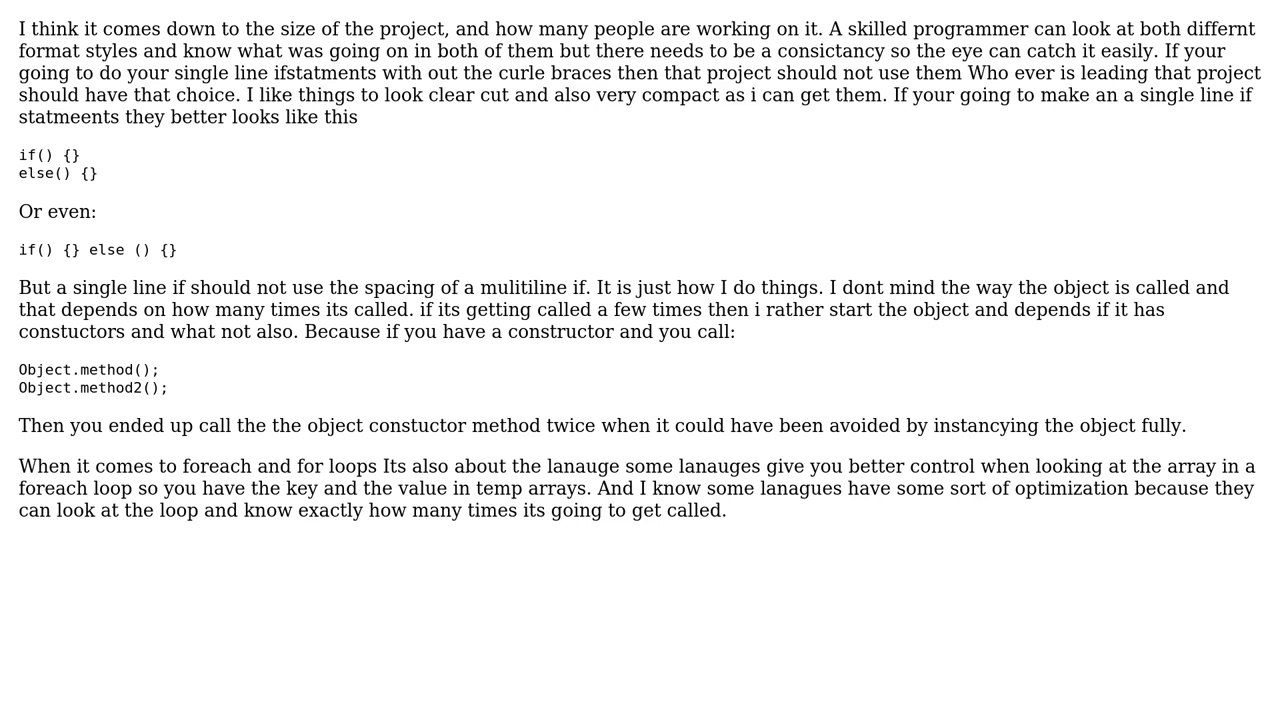 I think it comes down to the size of the project, and how many people are working on it. A skilled programmer can look at both differnt
format styles and know what was going on in both of them but there needs to be a consictancy so the eye can catch it easily. If your
going to do your single line ifstatments with out the curle braces then that project should not use them Who ever is leading that project
should have that choice. I like things to look clear cut and also very compact as i can get them. If your going to make an a single line if
statmeents they better looks like this
if() {}
else() {}
Or even:
if() {} else () {}
But a single line if should not use the spacing of a mulitiline if. It is just how I do things. I dont mind the way the object is called and
that depends on how many times its called. if its getting called a few times then i rather start the object and depends if it has
constuctors and what not also. Because if you have a constructor and you call:
Object.method();
Object.method2();
Then you ended up call the the object constuctor method twice when it could have been avoided by instancying the object fully.
When it comes to foreach and for loops Its also about the lanauge some lanauges give you better control when looking at the array in a
foreach loop so you have the key and the value in temp arrays. And I know some lanagues have some sort of optimization because they
can look at the loop and know exactly how many times its going to get called.